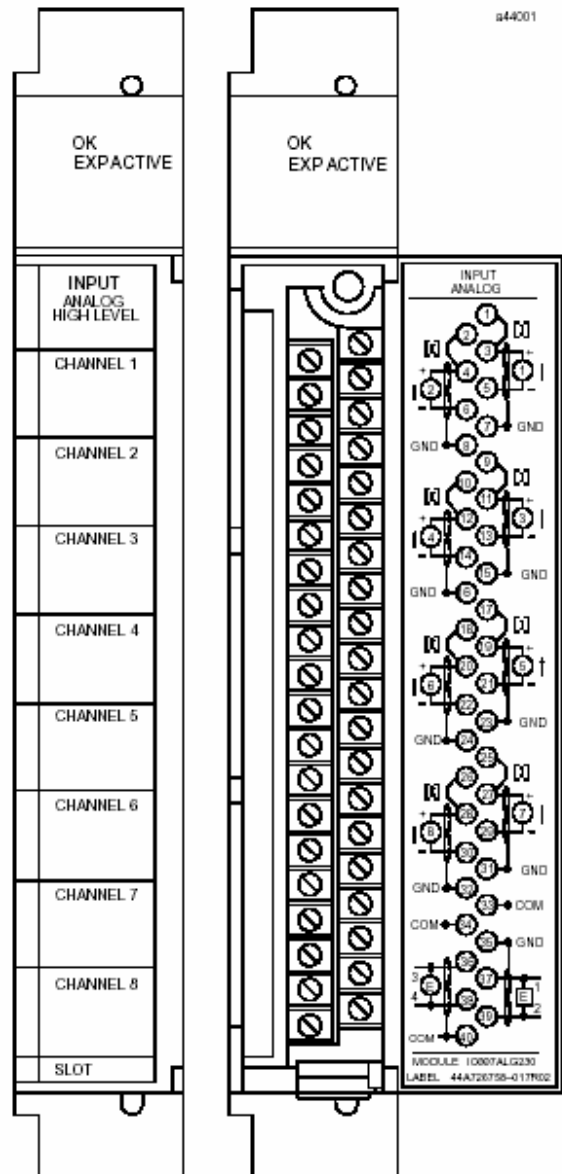 a44001
OK
EXP ACTIVE
OK
EXP ACTIVE
INPUT
ANALOG
HIGH LEVEL
CHANNEL 1
CHANNEL 2
CHANNEL 3
CHANNEL 4
CHANNEL 5
CHANNEL 6
CHANNEL 7
CHANNEL 8
SLOT
INPUT
ANALOG
1
2
3 +
+ 4 1 I
I 2 5 -
- 6
7 GND
GND 8
9
10
11 +
+ 12 3 I
I 4 13 -
- 14
15 GND
GND 6
17
18
19 +
+ 20 5
I 6 21 -
- 22
23 GND
GND 24
25
26
27 +
+ 28 7 I
I 8 29 -
- 30
31 GND
GND 32
33 COM
COM 34
35 GND
36
3 37 1
E E
4 38 2
39
COM 40
MODULE IC697ALG230
LABEL 44A726758-017R02